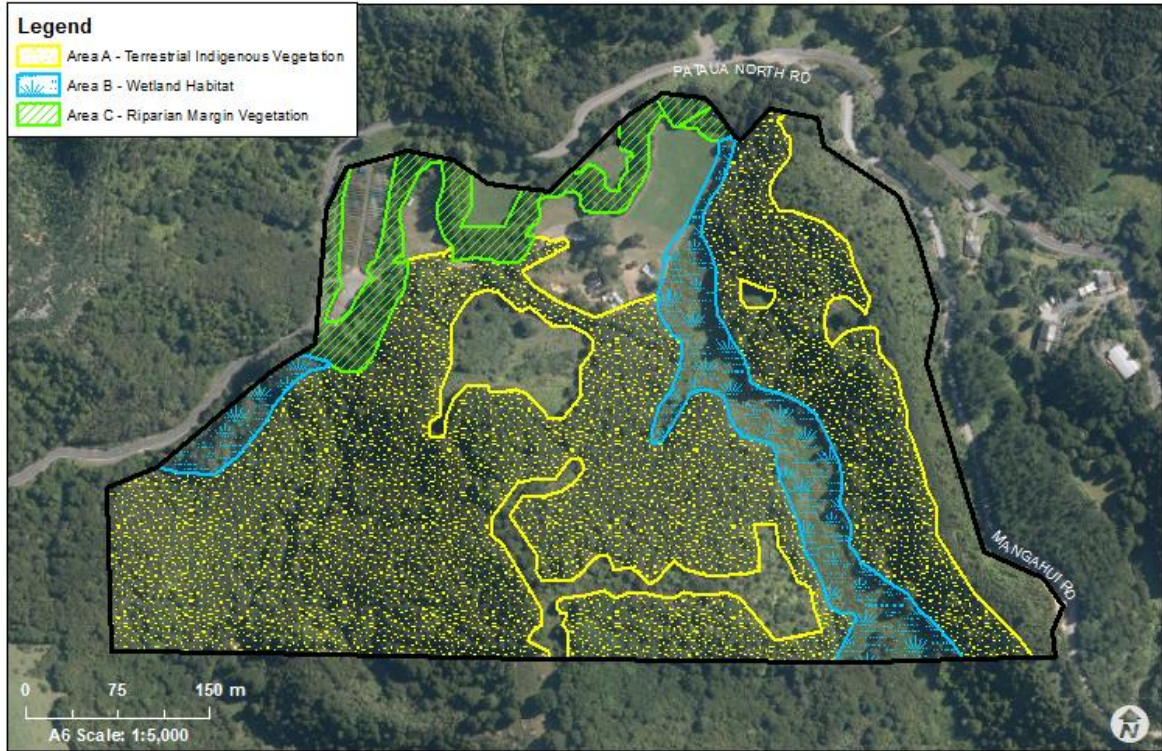 Legend
Area A - Terrestrial Indigenous Vegetation
Area B - Wetland Habitat
Area C - Riparian Margin Vegetation
PATAUA NORTH RD
MANGAHUI RD
0 75 150 m
A6 Scale: 1:5,000
N